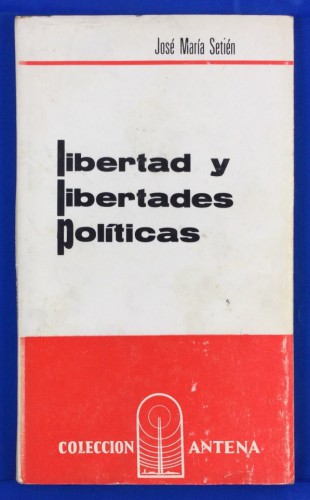 José María Setién
libertad y
libertades
políticas
COLECCION ANTENA